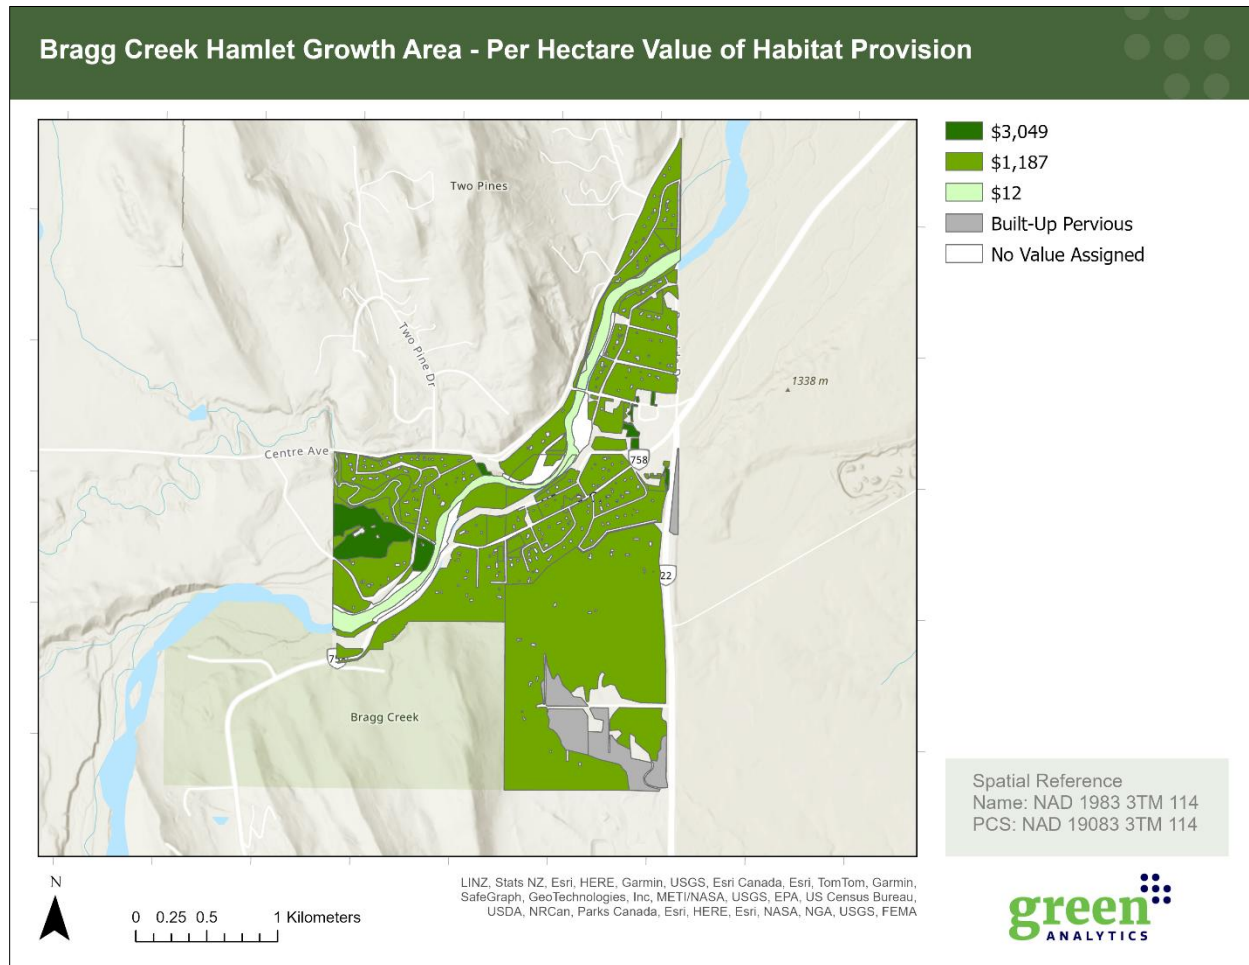 Bragg Creek Hamlet Growth Area - Per Hectare Value of Habitat Provision
$3,049
$1,187
$12
Built-Up Pervious
No Value Assigned
Two Pines
Two Pine Dr
1338 m
Centre Ave
758
22
75
Bragg Creek
Spatial Reference
Name: NAD 1983 3TM 114
PCS: NAD 19083 3TM 114
N
0 0.25 0.5 1 Kilometers
LINZ, Stats NZ, Esri, HERE, Garmin, USGS, Esri Canada, Esri, TomTom, Garmin,
SafeGraph, GeoTechnologies, Inc, METI/NASA, USGS, EPA, US Census Bureau,
USDA, NRCan, Parks Canada, Esri, HERE, Esri, NASA, NGA, USGS, FEMA
green
ANALYTICS